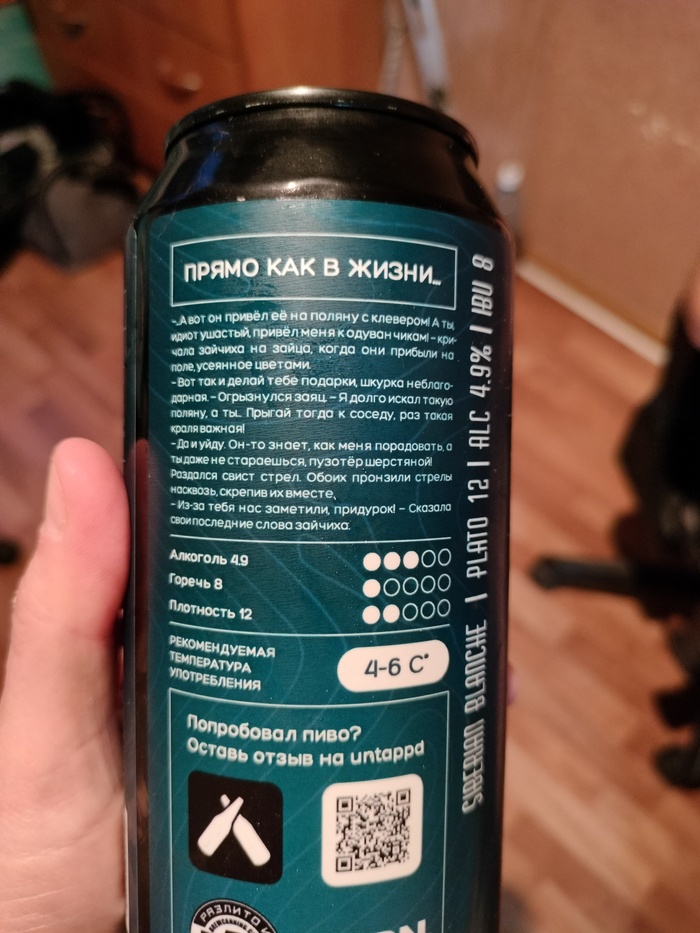 ПРЯМО КАК В ЖИЗНИ...
-...А вот он привёл её на поляну с клевером! А ты,
идиот ушастый, привёл меня к одуванчикам! - кри-
чала зайчиха на зайца, когда они прибыли на
поле, усеянное цветами.
- Вот так и делай тебе подарки, шкурка неблаго-
дарная. - Огрызнулся заяц. - Я долго искал такую
поляну, а ты.. Прыгай тогда к соседу, раз такая
краля важная!
- Да и уйду. Он-то знает, как меня порадовать, а
ты даже не стараешься, пузотёр шерстяной!
Раздался свист стрел. Обоих пронзили стрелы
насквозь, скрепив их вместе.
- Из-за тебя нас заметили, придурок! - Сказала
свои последние слова зайчиха.
Алкоголь 4.9
Горечь 8
Плотность 12
РЕКОМЕНДУЕМАЯ
ТЕМПЕРАТУРА
УПОТРЕБЛЕНИЯ
4-6 C°
Попробовал пиво?
Оставь отзыв на untappd
РАЗЛИТО
SIBERIAN BLANCHE | PLATO 12 | ALC 4.9% | IBU 8